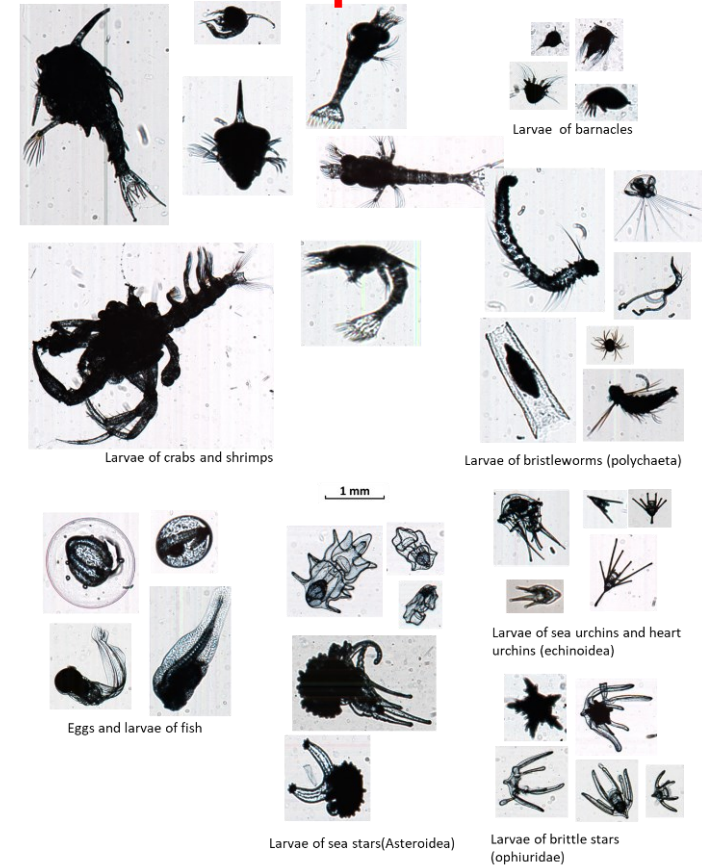 Larvae  of barnacles
Larvae of crabs and shrimps
Larvae of bristleworms (polychaeta)
1 mm
Larvae of sea urchins and heart
urchins (echinoidea)
Eggs and larvae of fish
Larvae of sea stars(Asteroidea)
Larvae of brittle stars
(ophiuridae)